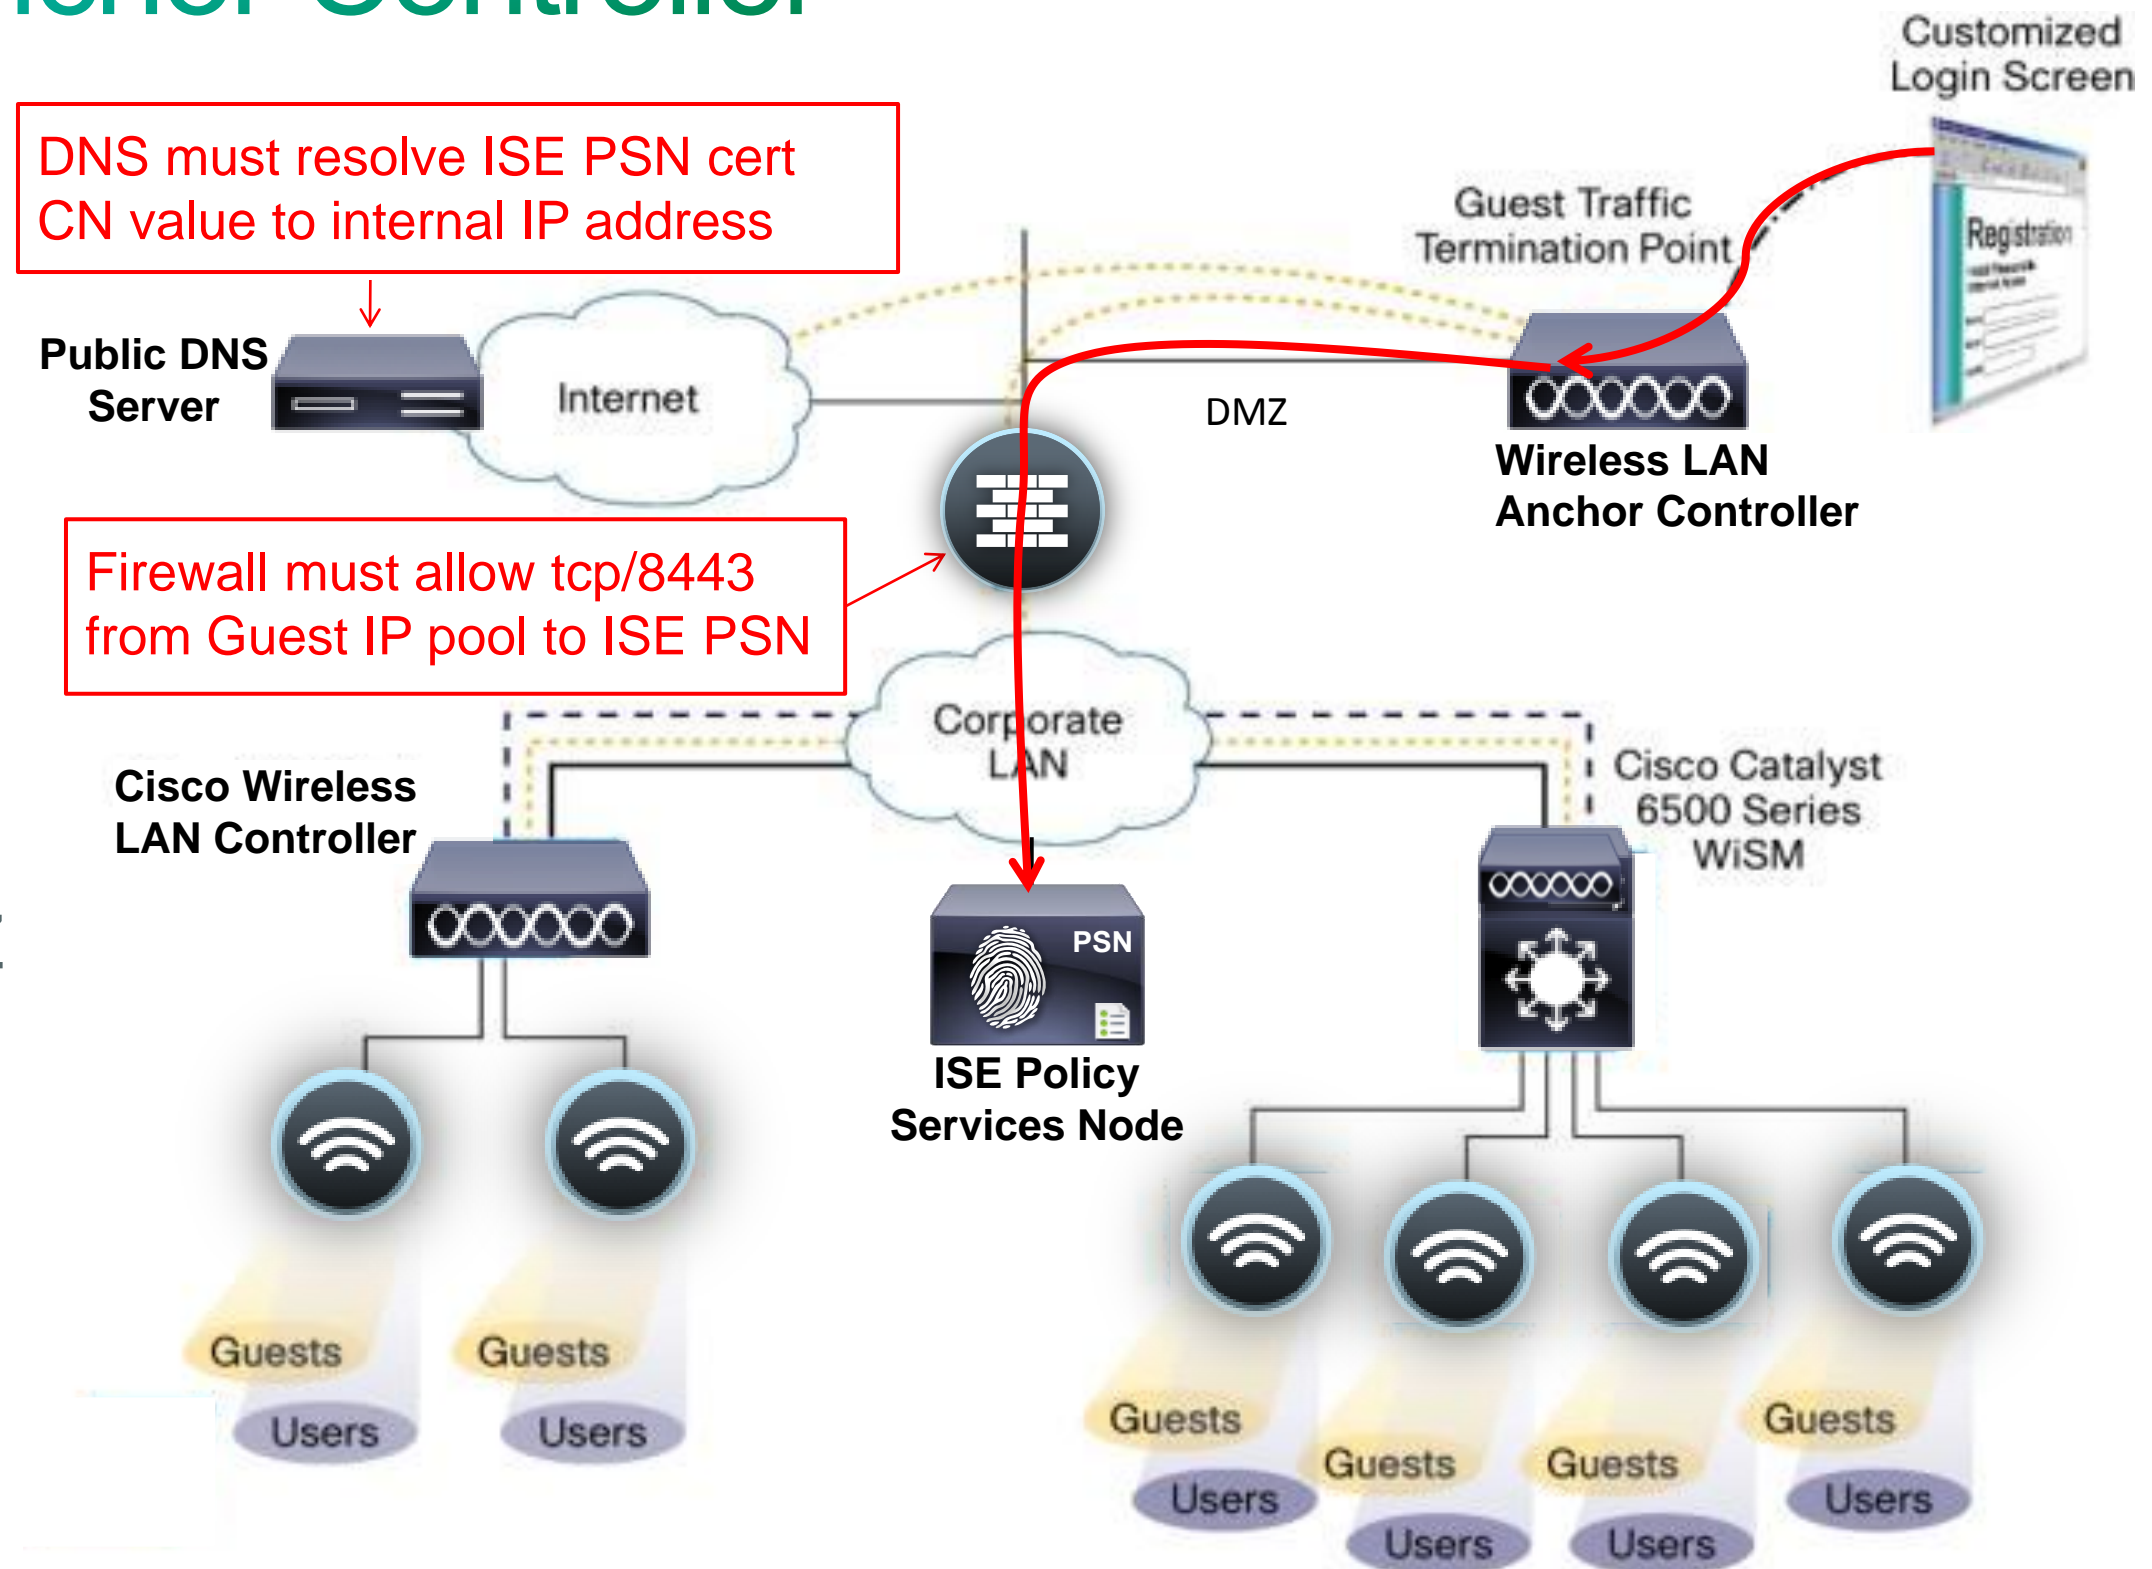 Controller
Customized
Login Screen
DNS must resolve ISE PSN cert
CN value to internal IP address
Guest Traffic
Termination Point
Registration
Public DNS
Server
Internet
DMZ
Wireless LAN
Anchor Controller
Firewall must allow tcp/8443
from Guest IP pool to ISE PSN
Corporate
LAN
Cisco Wireless
LAN Controller
Cisco Catalyst
6500 Series
WiSM
PSN
ISE Policy
Services Node
Guests
Guests
Users
Users
Guests
Guests
Guests
Guests
Users
Users
Users
Users